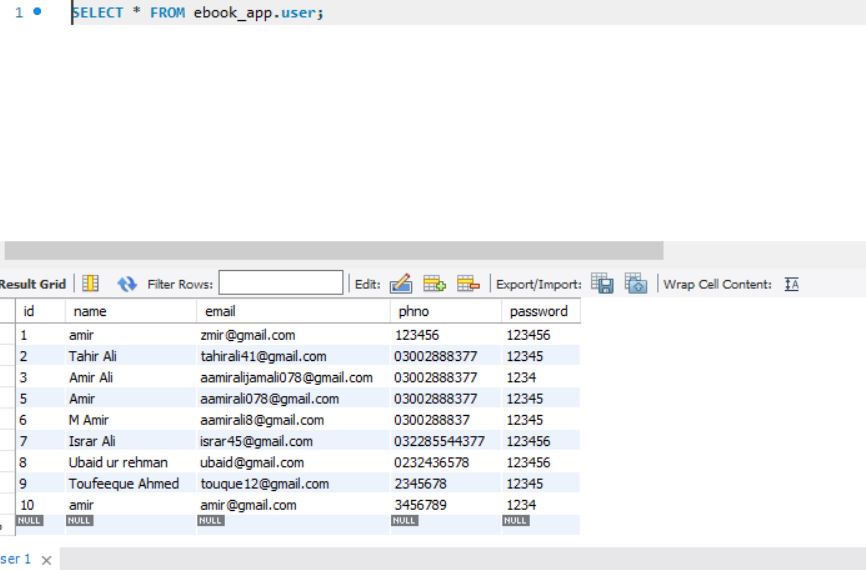 1 SELECT * FROM ebook_app.user;
Result Grid Filter Rows: Edit: Export/Import: Wrap Cell Content:
id name email phno password
1 amir zmir@gmail.com 123456 123456
2 Tahir Ali tahirali41@gmail.com 03002888377 12345
3 Amir Ali aamiralijamali078@gmail.com 03002888377 1234
5 Amir aamirali078@gmail.com 03002888377 12345
6 M Amir aamirali8@gmail.com 0300288837 12345
7 Israr Ali israr45@gmail.com 032285544377 123456
8 Ubaid ur rehman ubaid@gmail.com 0232436578 123456
9 Toufeeque Ahmed touque12@gmail.com 2345678 12345
10 amir amir@gmail.com 3456789 1234
NULL NULL NULL NULL NULL
ser 1